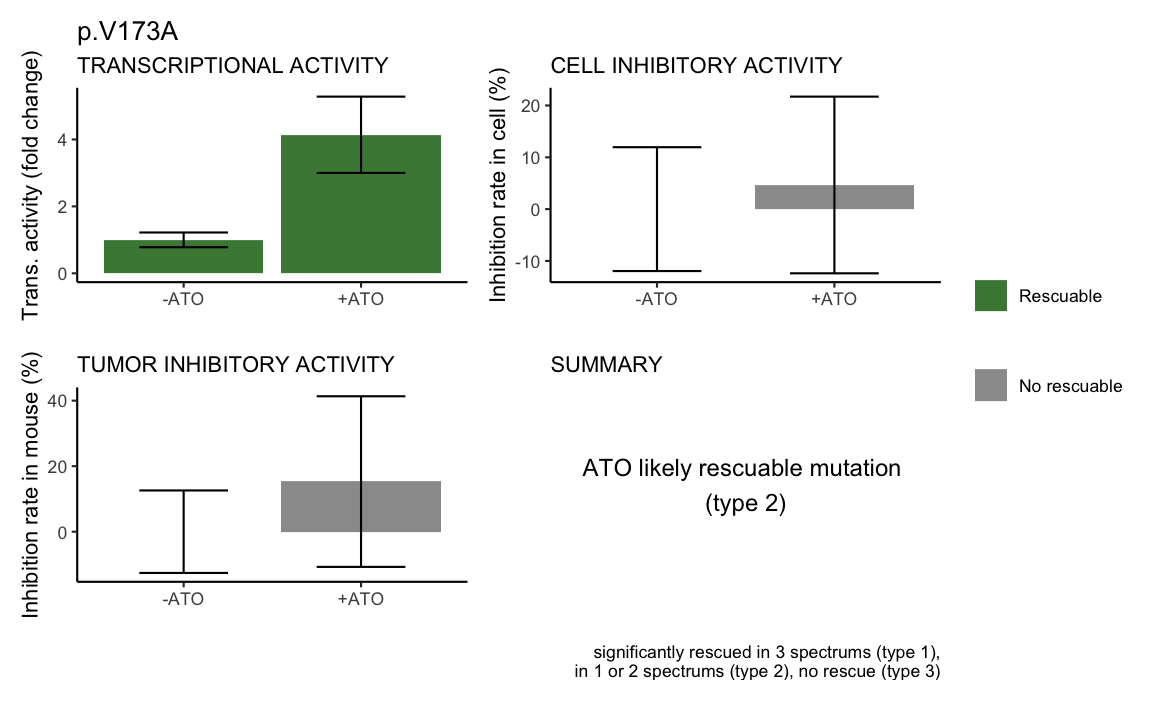 p.V173A
TRANSCRIPTIONAL ACTIVITY
Trans. activity (fold change)
4
2
0
-ATO
+ATO
CELL INHIBITORY ACTIVITY
Inhibition rate in cell (%)
20
10
0
-10
-ATO
+ATO
Rescuable
No rescuable
TUMOR INHIBITORY ACTIVITY
Inhibition rate in mouse (%)
40
20
0
-ATO
+ATO
SUMMARY
ATO likely rescuable mutation
(type 2)
significantly rescued in 3 spectrums (type 1),
in 1 or 2 spectrums (type 2), no rescue (type 3)